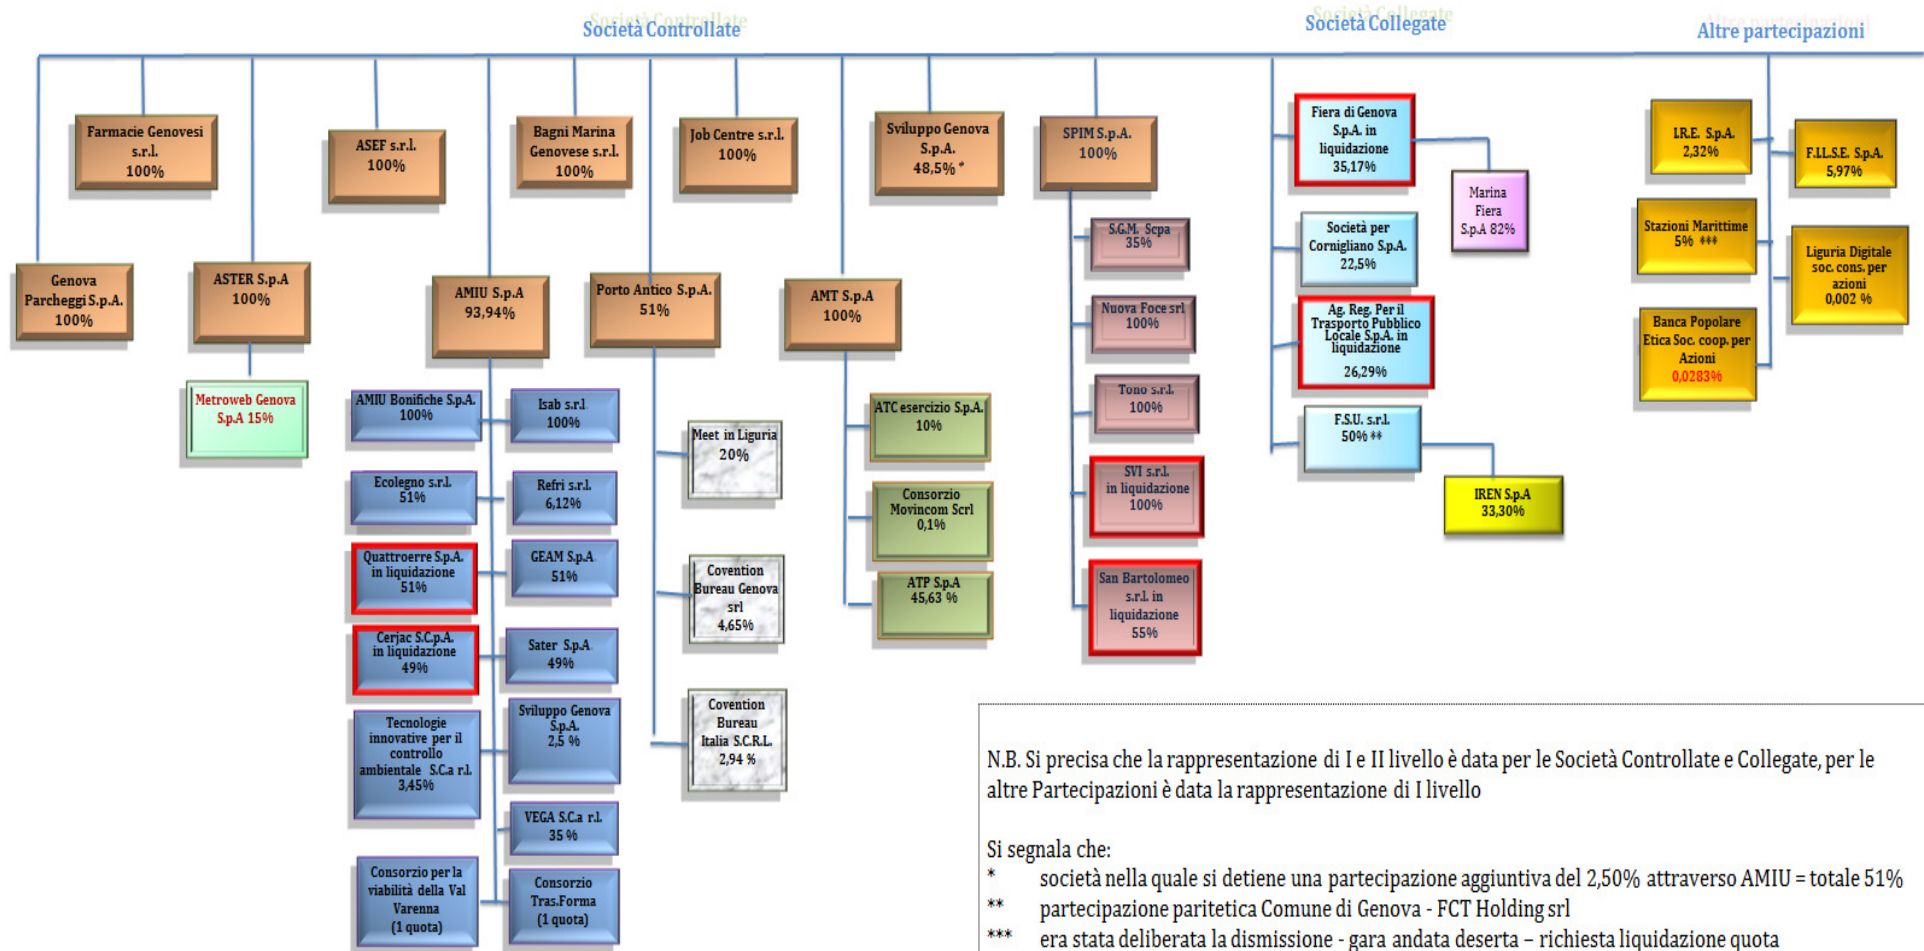 Società Controllate
Società Collegate
Altre partecipazioni
Farmacie Genovesi
s.r.l.
100%
ASEF s.r.l.
100%
Bagni Marina
Genovese s.r.l.
100%
Job Centre s.r.l.
100%
Sviluppo Genova
S.p.A.
48,5% *
SPIM S.p.A.
100%
Genova
Parcheggi S.p.A.
100%
ASTER S.p.A
100%
Metroweb Genova
S.p.A 15%
AMIU S.p.A
93,94%
AMIU Bonifiche S.p.A.
100%
Isab s.r.l
100%
Ecolegno s.r.l.
51%
Refri s.r.l.
6,12%
Quattroerre S.p.A.
in liquidazione
51%
GEAM S.p.A
51%
Cerjac S.C.p.A.
in liquidazione
49%
Sater S.p.A
49%
Tecnologie
innovative per il
controllo
ambientale S.C.a r.l.
3,45%
Sviluppo Genova
S.p.A.
2,5 %
VEGA S.C.a r.l.
35 %
Consorzio per la
viabilità della Val
Varenna
(1 quota)
Consorzio
Tras.Forma
(1 quota)
Porto Antico S.p.A.
51%
Meet in Liguria
20%
Covention
Bureau Genova
srl
4,65%
Covention
Bureau
Italia S.C.R.L.
2,94 %
AMT S.p.A
100%
ATC esercizio S.p.A.
10%
Consorzio
Movincom Scrl
0,1%
ATP S.p.A
45,63 %
S.G.M. Scpa
35%
Nuova Foce srl
100%
Tono s.r.l.
100%
SVI s.r.l.
in liquidazione
100%
San Bartolomeo
s.r.l. in
liquidazione
55%
Fiera di Genova
S.p.A. in
liquidazione
35,17%
Marina
Fiera
S.p.A 82%
Società per
Cornigliano S.p.A.
22,5%
Ag. Reg. Per il
Trasporto Pubblico
Locale S.p.A. in
liquidazione
26,29%
F.S.U. s.r.l.
50% **
IREN S.p.A
33,30%
I.R.E. S.p.A.
2,32%
F.I.L.S.E. S.p.A.
5,97%
Stazioni Marittime
5% ***
Liguria Digitale
soc. cons. per
azioni
0,002 %
Banca Popolare
Etica Soc. coop. per
Azioni
0,0283%
N.B. Si precisa che la rappresentazione di I e II livello è data per le Società Controllate e Collegate, per le
altre Partecipazioni è data la rappresentazione di I livello
Si segnala che:
* società nella quale si detiene una partecipazione aggiuntiva del 2,50% attraverso AMIU = totale 51%
** partecipazione paritetica Comune di Genova - FCT Holding srl
*** era stata deliberata la dismissione - gara andata deserta – richiesta liquidazione quota